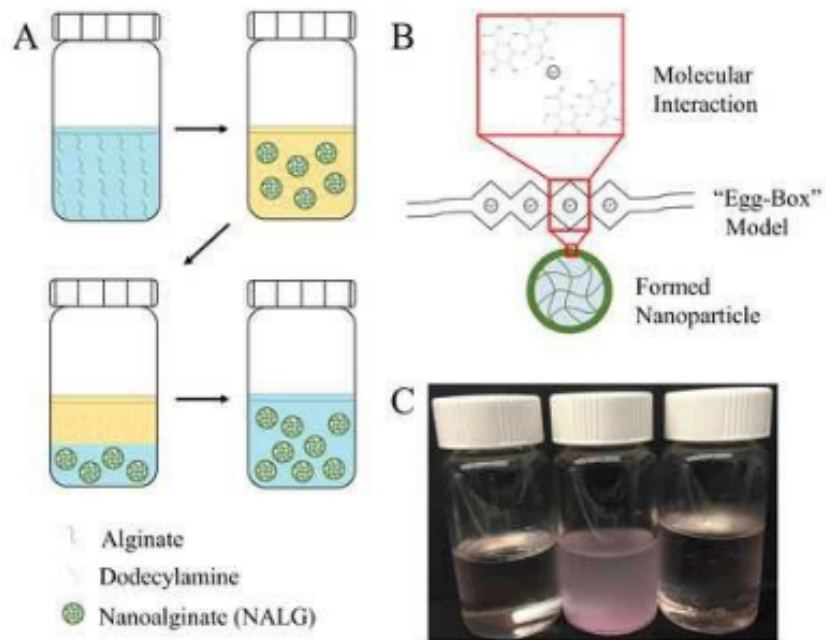 A
B
Molecular
Interaction
“Egg-Box”
Model
Formed
Nanoparticle
C
Alginate
Dodecylamine
Nanoalginate (NALG)